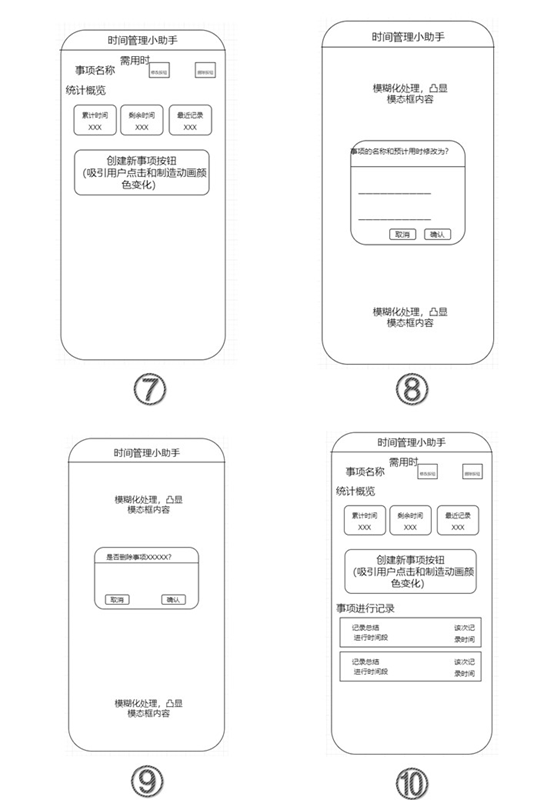 时间管理小助手
需用时
事项名称
修改按钮
删除按钮
统计概览
累计时间
剩余时间
最近记录
XXX
XXX
XXX
创建新事项按钮
(吸引用户点击和制造动画颜
色变化)
⑦
时间管理小助手
模糊化处理，凸显
模态框内容
事项的名称和预计用时修改为?
取消
确认
模糊化处理，凸显
模态框内容
⑧
时间管理小助手
模糊化处理，凸显
模态框内容
是否删除事项XXXXX?
取消
确认
模糊化处理，凸显
模态框内容
⑨
时间管理小助手
需用时
事项名称
修改按钮
删除按钮
统计概览
累计时间
剩余时间
最近记录
XXX
XXX
XXX
创建新事项按钮
(吸引用户点击和制造动画颜
色变化)
事项进行记录
记录总结
进行时间段
该次记
录时间
记录总结
进行时间段
该次记
录时间
⑩